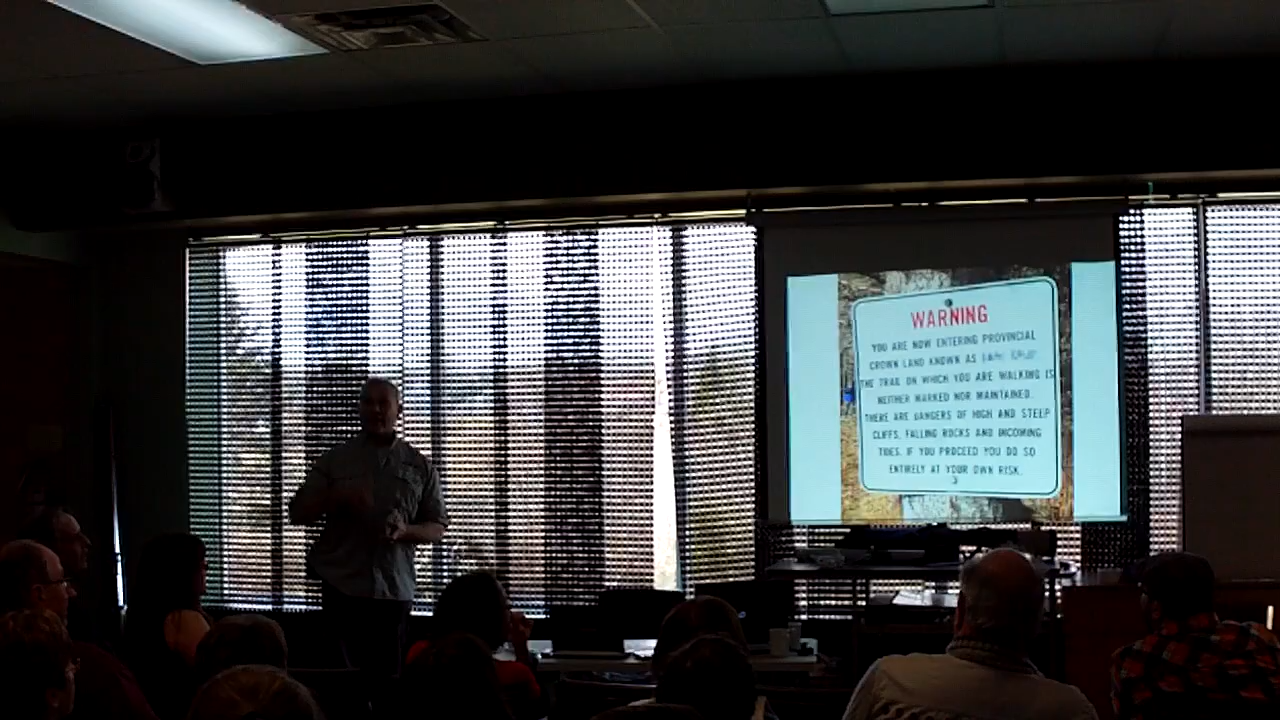 WARNING
YOU ARE NOW ENTERING PROVINCIAL
CROWN LAND KNOWN AS
THE TRAIL ON WHICH YOU ARE WALKING IS
NEITHER MARKED NOR MAINTAINED.
THERE ARE DANGERS OF HIGH AND STEEP
CLIFFS, FALLING ROCKS AND INCOMING
TIDES. IF YOU PROCEED YOU DO SO
ENTIRELY AT YOUR OWN RISK.